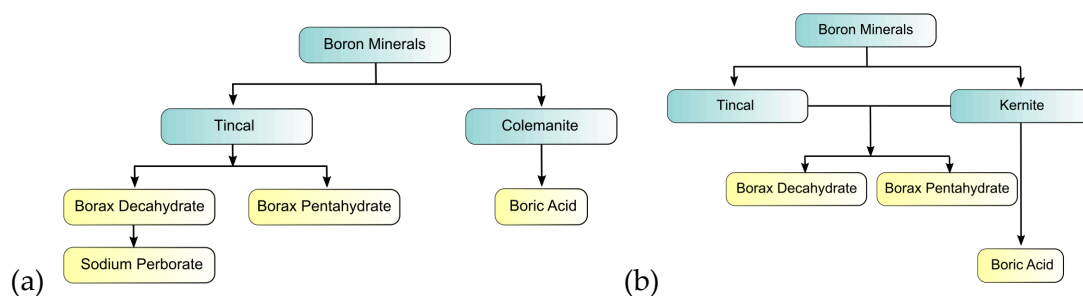 Boron Minerals
Tincal
Colemanite
Borax Decahydrate
Borax Pentahydrate
Boric Acid
Sodium Perborate
(a)
Boron Minerals
Tincal
Kernite
Borax Decahydrate
Borax Pentahydrate
Boric Acid
(b)